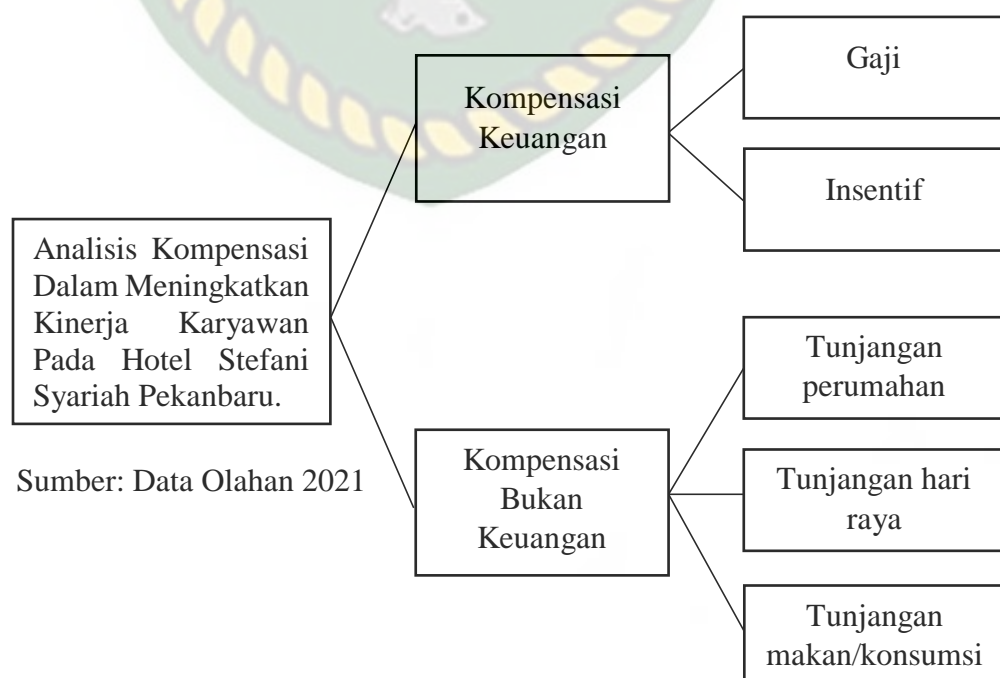 Analisis Kompensasi
Dalam Meningkatkan
Kinerja Karyawan
Pada Hotel Stefani
Syariah Pekanbaru.
Sumber: Data Olahan 2021
Kompensasi
Keuangan
Gaji
Insentif
Kompensasi
Bukan
Keuangan
Tunjangan
perumahan
Tunjangan hari
raya
Tunjangan
makan/konsumsi